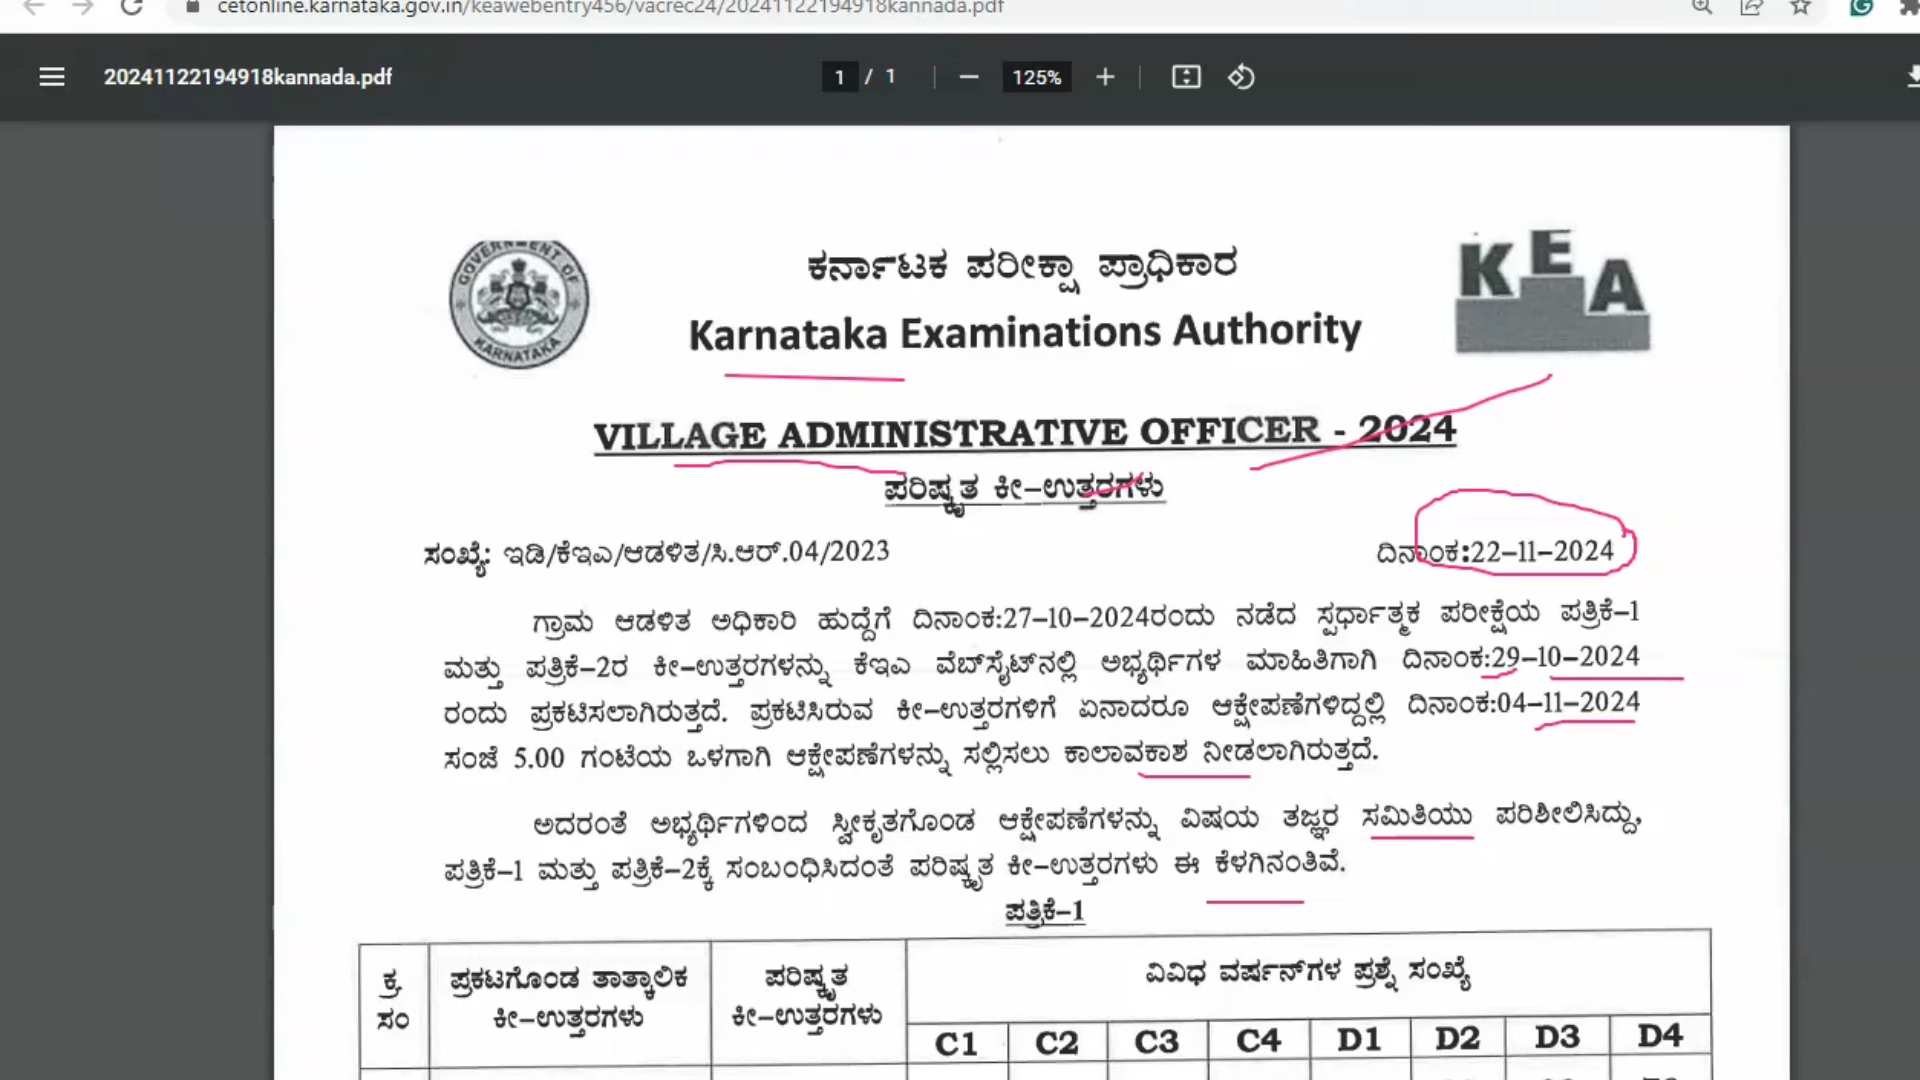 cetonline.karnataka.gov.in/keawebentry456/vacrec24/20241122194918kannada.pdf
20241122194918kannada.pdf
1 / 1
125%
GOVERNMENT OF
KARNATAKA
KEA
ಕರ್ನಾಟಕ ಪರೀಕ್ಷಾ ಪ್ರಾಧಿಕಾರ
Karnataka Examinations Authority
VILLAGE ADMINISTRATIVE OFFICER - 2024
ಪರಿಷ್ಕೃತ ಕೀ-ಉತ್ತರಗಳು
ಸಂಖ್ಯೆ: ಇಡಿ/ಕೆಇಎ/ಆಡಳಿತ/ಸಿ.ಆರ್.04/2023 ದಿನಾಂಕ:22-11-2024
ಗ್ರಾಮ ಆಡಳಿತ ಅಧಿಕಾರಿ ಹುದ್ದೆಗೆ ದಿನಾಂಕ:27-10-2024ರಂದು ನಡೆದ ಸ್ಪರ್ಧಾತ್ಮಕ ಪರೀಕ್ಷೆಯ ಪತ್ರಿಕೆ-1
ಮತ್ತು ಪತ್ರಿಕೆ-2ರ ಕೀ-ಉತ್ತರಗಳನ್ನು ಕೆಇಎ ವೆಬ್‌ಸೈಟ್‌ನಲ್ಲಿ ಅಭ್ಯರ್ಥಿಗಳ ಮಾಹಿತಿಗಾಗಿ ದಿನಾಂಕ:29-10-2024
ರಂದು ಪ್ರಕಟಿಸಲಾಗಿರುತ್ತದೆ. ಪ್ರಕಟಿಸಿರುವ ಕೀ-ಉತ್ತರಗಳಿಗೆ ಏನಾದರೂ ಆಕ್ಷೇಪಣೆಗಳಿದ್ದಲ್ಲಿ ದಿನಾಂಕ:04-11-2024
ಸಂಜೆ 5.00 ಗಂಟೆಯ ಒಳಗಾಗಿ ಆಕ್ಷೇಪಣೆಗಳನ್ನು ಸಲ್ಲಿಸಲು ಕಾಲಾವಕಾಶ ನೀಡಲಾಗಿರುತ್ತದೆ.
ಅದರಂತೆ ಅಭ್ಯರ್ಥಿಗಳಿಂದ ಸ್ವೀಕೃತಗೊಂಡ ಆಕ್ಷೇಪಣೆಗಳನ್ನು ವಿಷಯ ತಜ್ಞರ ಸಮಿತಿಯು ಪರಿಶೀಲಿಸಿದ್ದು,
ಪತ್ರಿಕೆ-1 ಮತ್ತು ಪತ್ರಿಕೆ-2ಕ್ಕೆ ಸಂಬಂಧಿಸಿದಂತೆ ಪರಿಷ್ಕೃತ ಕೀ-ಉತ್ತರಗಳು ಈ ಕೆಳಗಿನಂತಿವೆ.
ಪತ್ರಿಕೆ-1
ಕ್ರ ಪ್ರಕಟಗೊಂಡ ತಾತ್ಕಾಲಿಕ ಪರಿಷ್ಕೃತ ವಿವಿಧ ವರ್ಷನ್‌ಗಳ ಪ್ರಶ್ನೆ ಸಂಖ್ಯೆ
ಸಂ ಕೀ-ಉತ್ತರಗಳು ಕೀ-ಉತ್ತರಗಳು
C1 C2 C3 C4 D1 D2 D3 D4